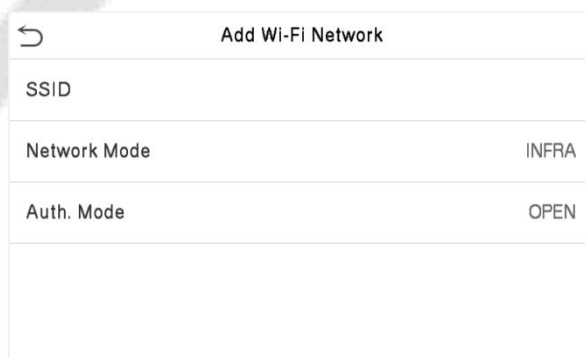 Add Wi-Fi Network
SSID
Network Mode INFRA
Auth. Mode OPEN